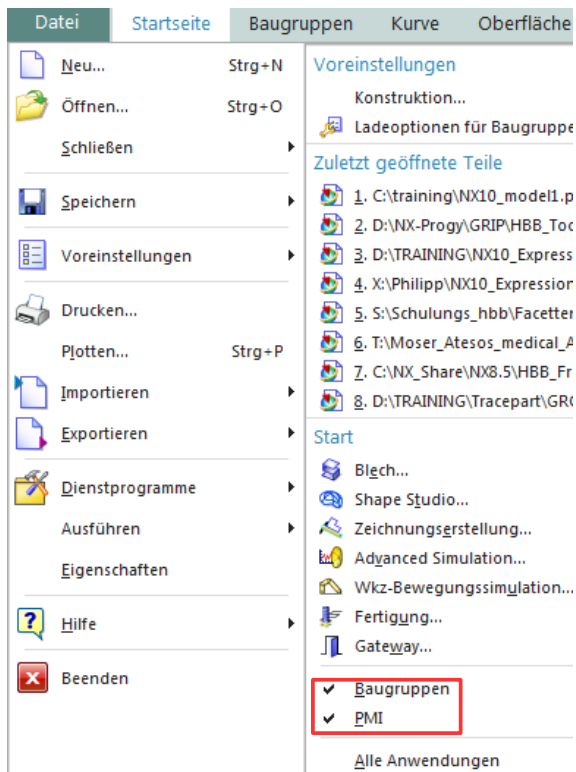 Datei Startseite Baugruppen Kurve Oberfläche
Neu... Strg+N
Öffnen... Strg+O
Schließen
Speichern
Voreinstellungen
Drucken...
Plotten... Strg+P
Importieren
Exportieren
Dienstprogramme
Ausführen
Eigenschaften
Hilfe
Beenden
Voreinstellungen
Konstruktion...
Ladeoptionen für Baugruppe
Zuletzt geöffnete Teile
1. C:\training\NX10_model1.p
2. D:\NX-Progy\GRIP\HBB_Too
3. D:\TRAINING\NX10_Express
4. X:\Philipp\NX10_Expression
5. S:\Schulungs_hbb\Facetter
6. T:\Moser_Atesos_medical_A
7. C:\NX_Share\NX8.5\HBB_Fr
8. D:\TRAINING\Tracepart\GRO
Start
Blech...
Shape Studio...
Zeichnungserstellung...
Advanced Simulation...
Wkz-Bewegungssimulation...
Fertigung...
Gateway...
Baugruppen
PMI
Alle Anwendungen